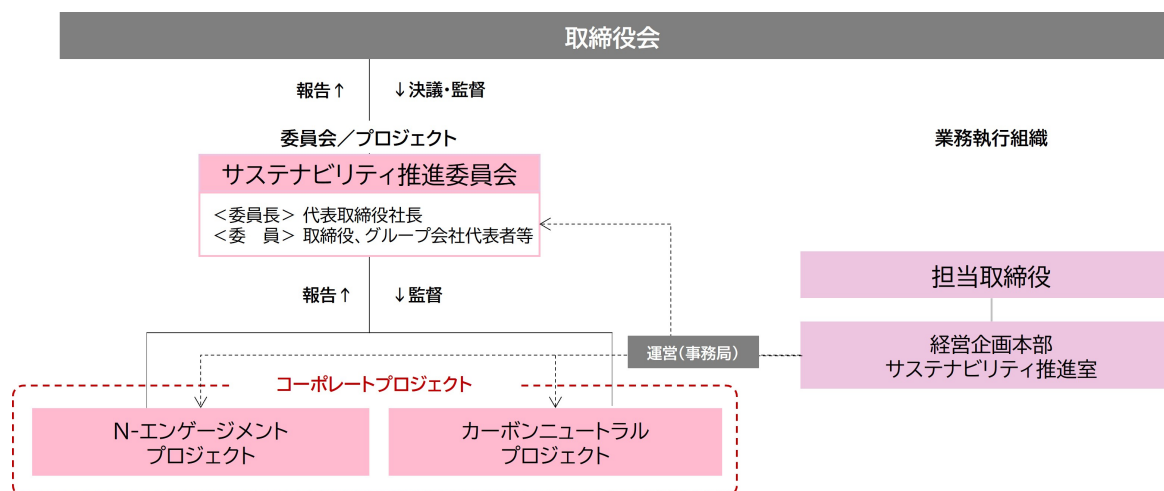 取締役会
報告↑ ↓決議・監督
委員会／プロジェクト
業務執行組織
サステナビリティ推進委員会
＜委員長＞ 代表取締役社長
＜委　員＞ 取締役、グループ会社代表者等
担当取締役
報告↑ ↓監督
運営(事務局)
経営企画本部
サステナビリティ推進室
コーポレートプロジェクト
N-エンゲージメント
プロジェクト
カーボンニュートラル
プロジェクト